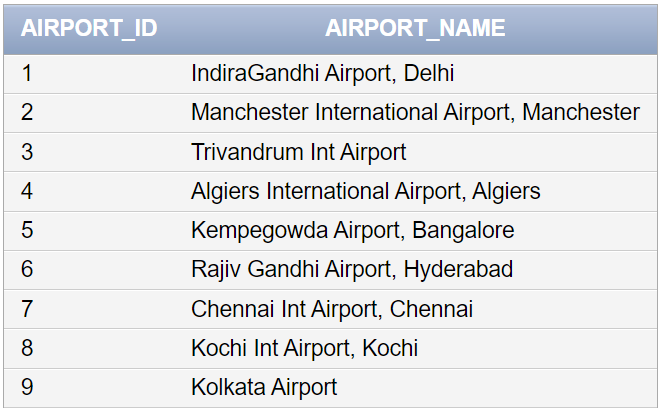 AIRPORT_ID AIRPORT_NAME
1 IndiraGandhi Airport, Delhi
2 Manchester International Airport, Manchester
3 Trivandrum Int Airport
4 Algiers International Airport, Algiers
5 Kempegowda Airport, Bangalore
6 Rajiv Gandhi Airport, Hyderabad
7 Chennai Int Airport, Chennai
8 Kochi Int Airport, Kochi
9 Kolkata Airport